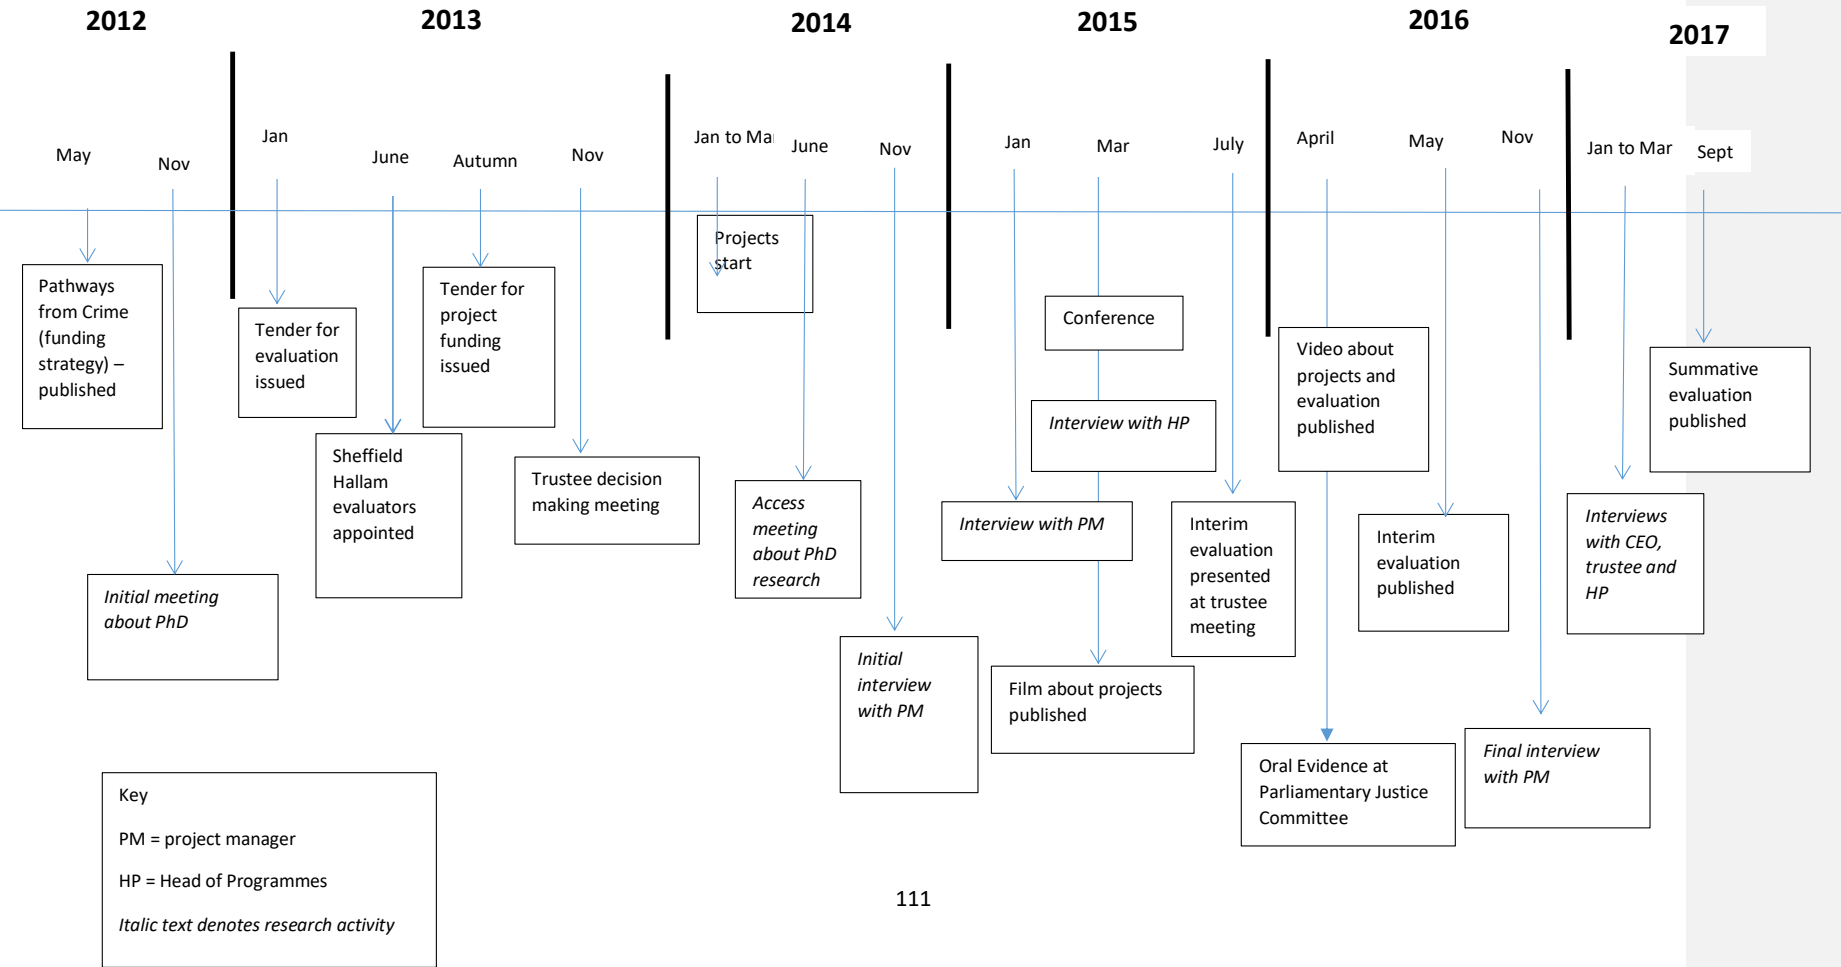 2012
2013
2014
2015
2016
2017
May
Nov
Jan
June
Autumn
Nov
Jan to Mar
June
Nov
Jan
Mar
July
April
May
Nov
Jan to Mar
Sept
Pathways
from Crime
(funding
strategy) –
published
Initial meeting
about PhD
Tender for
evaluation
issued
Sheffield
Hallam
evaluators
appointed
Tender for
project
funding
issued
Trustee decision
making meeting
Projects
start
Access
meeting
about PhD
research
Initial
interview
with PM
Interview with PM
Conference
Interview with HP
Film about projects
published
Interim
evaluation
presented
at trustee
meeting
Video about
projects and
evaluation
published
Oral Evidence at
Parliamentary Justice
Committee
Interim
evaluation
published
Final interview
with PM
Interviews
with CEO,
trustee and
HP
Summative
evaluation
published
Key
PM = project manager
HP = Head of Programmes
Italic text denotes research activity
111